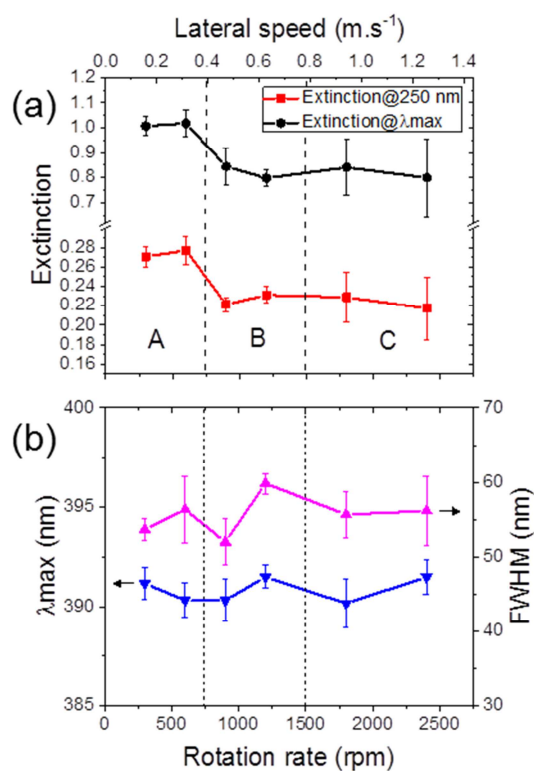 Lateral speed (m.s⁻¹)
0.0 0.2 0.4 0.6 0.8 1.0 1.2 1.4
(a)
1.2
1.1
1.0
0.9
0.8
0.7
0.28
0.26
0.24
0.22
0.20
0.18
0.16
Exctinction
Extinction@250 nm
Extinction@λmax
A B C
(b)
400
395
390
385
λmax (nm)
70
60
50
40
30
FWHM (nm)
0 500 1000 1500 2000 2500
Rotation rate (rpm)